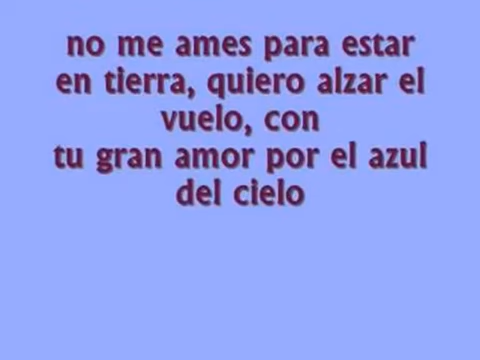 no me ames para estar
en tierra, quiero alzar el
vuelo, con
tu gran amor por el azul
del cielo